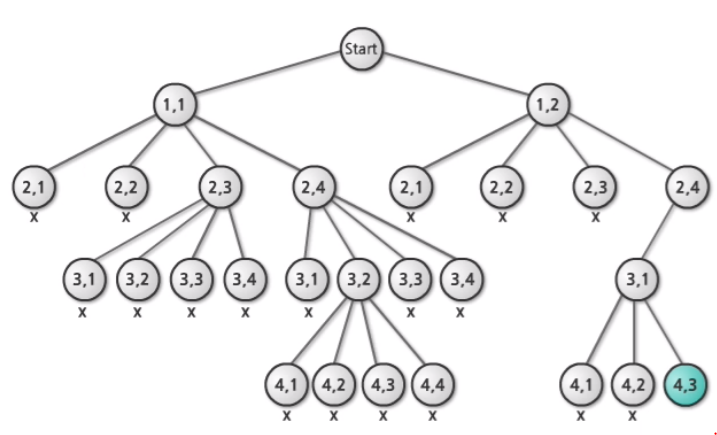 Start
1,1 1,2
2,1 2,2 2,3 2,4 2,1 2,2 2,3 2,4
x x x x x
3,1 3,2 3,3 3,4 3,1 3,2 3,3 3,4 3,1
x x x x x x x
4,1 4,2 4,3 4,4 4,1 4,2 4,3
x x x x x x